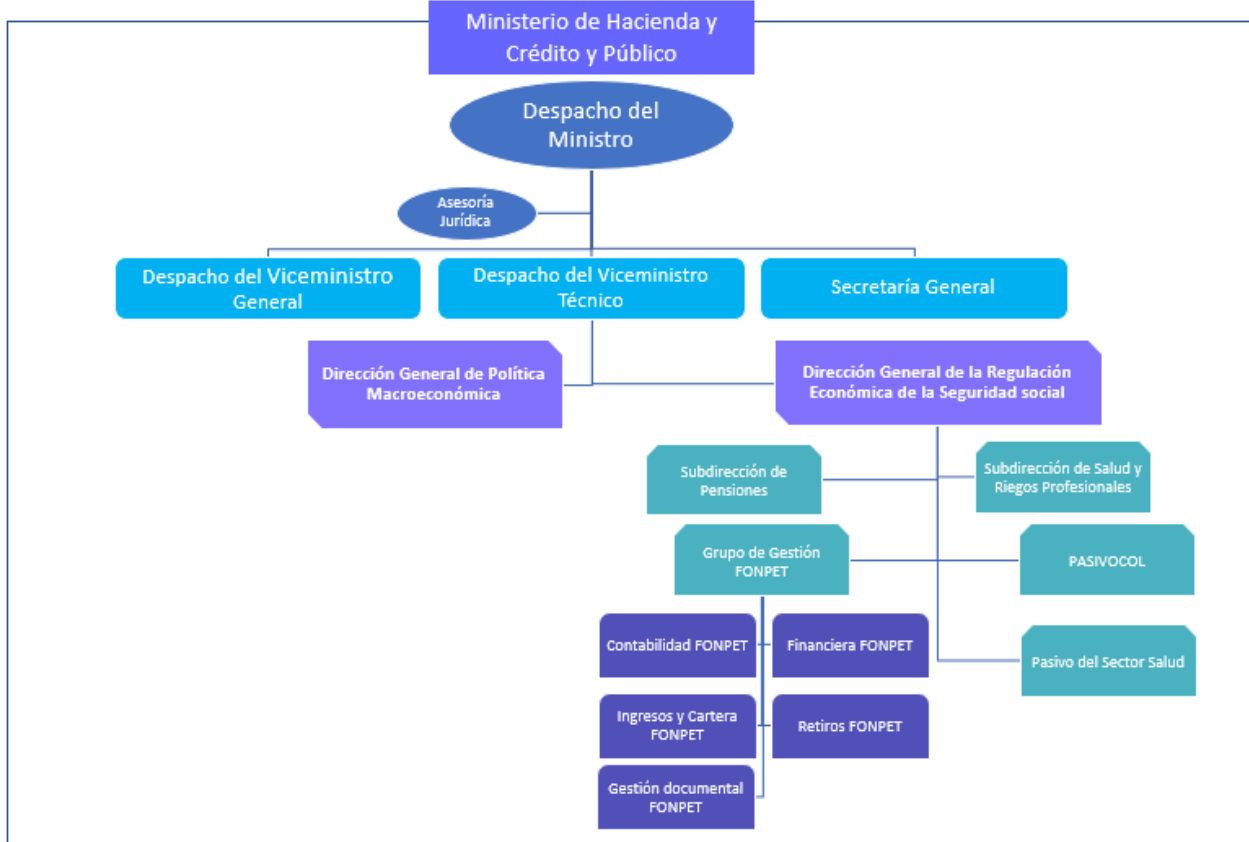 Ministerio de Hacienda y
Crédito y Público
Despacho del
Ministro
Asesoría
Jurídica
Despacho del Viceministro
General
Despacho del Viceministro
Técnico
Secretaría General
Dirección General de Política
Macroeconómica
Dirección General de la Regulación
Económica de la Seguridad social
Subdirección de
Pensiones
Subdirección de Salud y
Riegos Profesionales
Grupo de Gestión
FONPET
PASIVOCOL
Contabilidad FONPET
Financiera FONPET
Pasivo del Sector Salud
Ingresos y Cartera
FONPET
Retiros FONPET
Gestión documental
FONPET